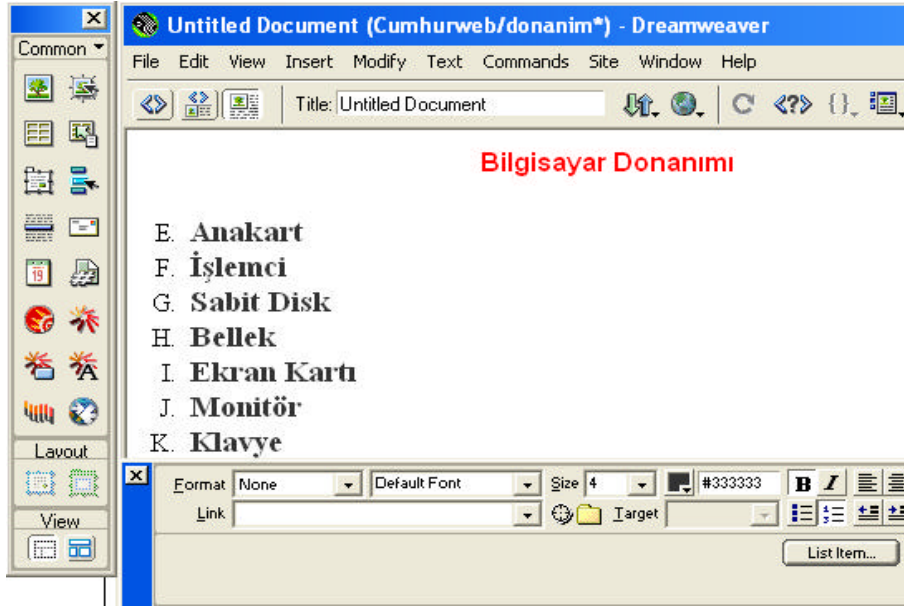 Common
Untitled Document (Cumhurweb/donanim*) - Dreamweaver
File Edit View Insert Modify Text Commands Site Window Help
Title: Untitled Document
Bilgisayar Donanımı
E. Anakart
F. İşlemci
G. Sabit Disk
H. Bellek
I. Ekran Kartı
J. Monitör
K. Klavye
19
Layout
View
Format None Default Font Size 4 #333333 B I
Link Target
List Item...